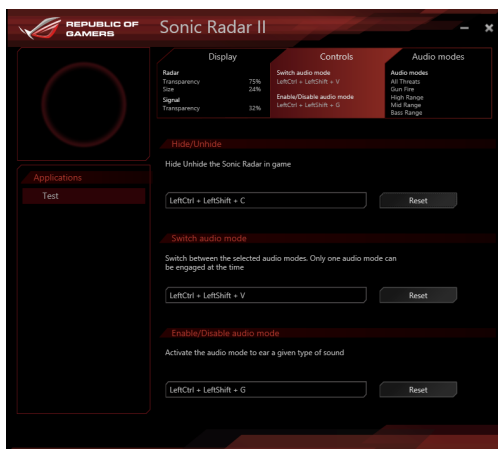 REPUBLIC OF
GAMERS
Sonic Radar II
Display
Radar
Transparency 75%
Size 24%
Signal
Transparency 32%
Controls
Switch audio mode
LeftCtrl + LeftShift + V
Enable/Disable audio mode
LeftCtrl + LeftShift + G
Audio modes
Audio modes
All Threats
Gun Fire
High Range
Mid Range
Bass Range
Applications
Test
Hide/Unhide
Hide Unhide the Sonic Radar in game
LeftCtrl + LeftShift + C
Reset
Switch audio mode
Switch between the selected audio modes. Only one audio mode can
be engaged at the time
LeftCtrl + LeftShift + V
Reset
Enable/Disable audio mode
Activate the audio mode to ear a given type of sound
LeftCtrl + LeftShift + G
Reset